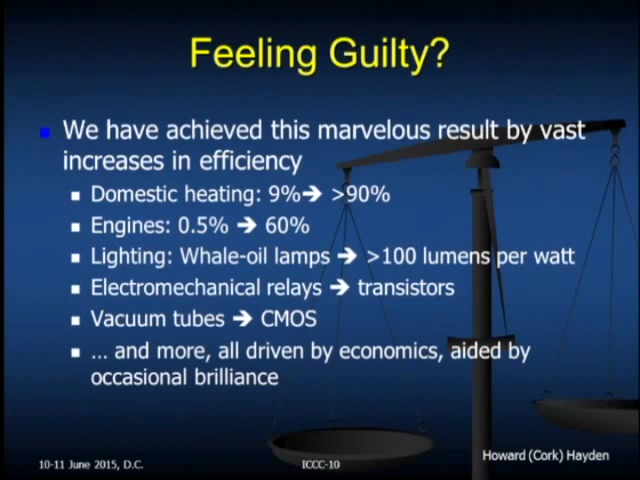 Feeling Guilty?
We have achieved this marvelous result by vast
increases in efficiency
Domestic heating: 9%➔ >90%
Engines: 0.5% ➔ 60%
Lighting: Whale-oil lamps ➔ >100 lumens per watt
Electromechanical relays ➔ transistors
Vacuum tubes ➔ CMOS
... and more, all driven by economics, aided by
occasional brilliance
10-11 June 2015, D.C.
ICCC-10
Howard (Cork) Hayden